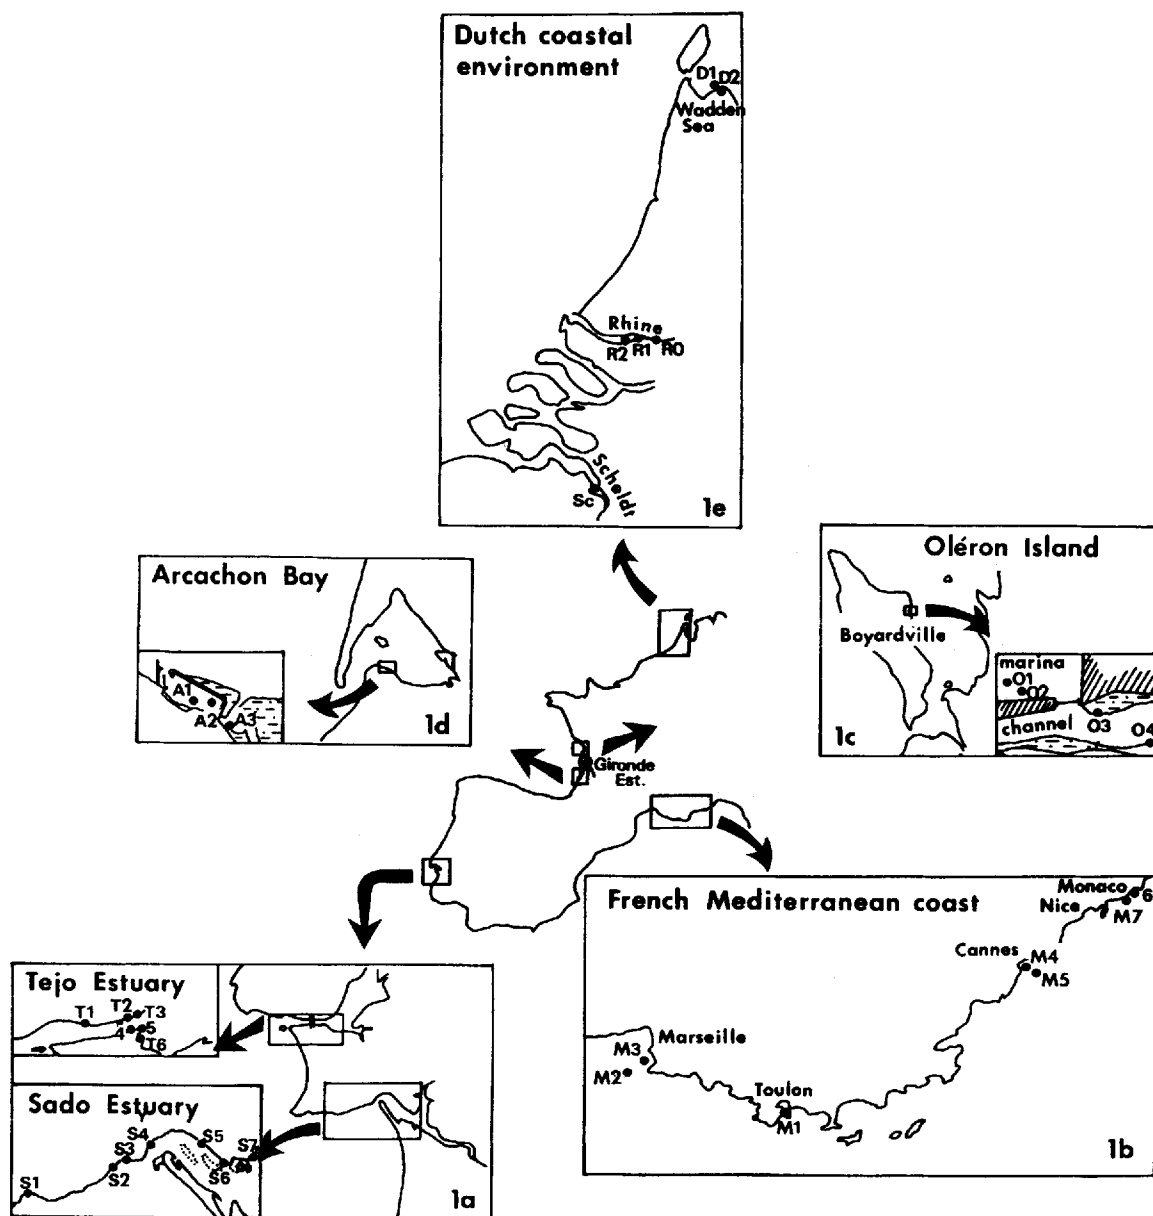 Dutch coastal
environment
D1 D2
Wadden
Sea
Rhine
R2 R1 RO
Scheldt
Sc
1e
Arcachon Bay
A1
A2 A3
1d
Oléron Island
Boyardville
marina
O1
O2
channel O3 O4
1c
Gironde
Est.
French Mediterranean coast
Monaco
Nice 6
M7
Cannes M4
M5
Marseille
M3
M2
Toulon
M1
1b
Tejo Estuary
T1 T2 T3
4 5
T6
Sado Estuary
S4 S5 S7
S3
S2 S6
S1
1a